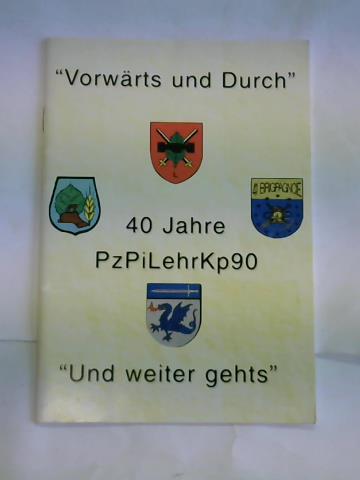 "Vorwärts und Durch"
L
40 Jahre
PzPiLehrKp90
"Und weiter gehts"